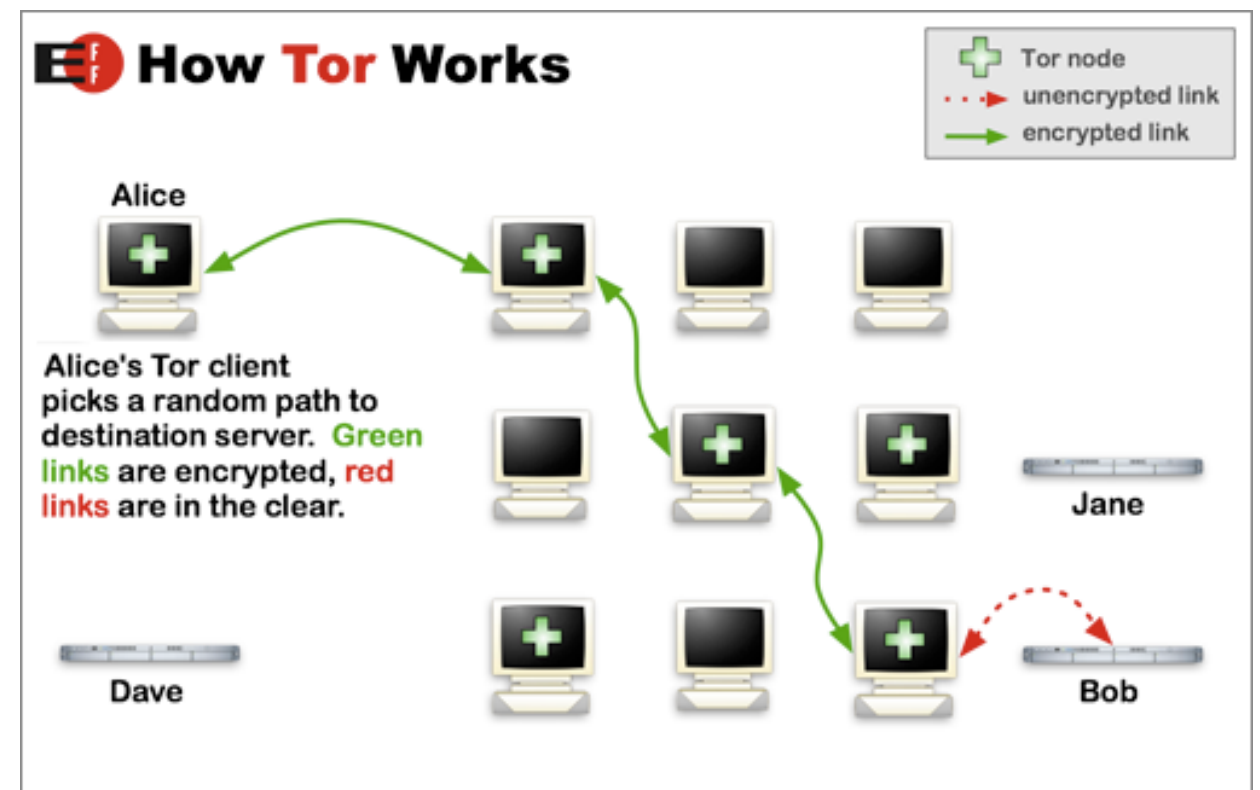 EFF How Tor Works
Tor node
unencrypted link
encrypted link
Alice
Alice's Tor client
picks a random path to
destination server. Green
links are encrypted, red
links are in the clear.
Jane
Dave
Bob